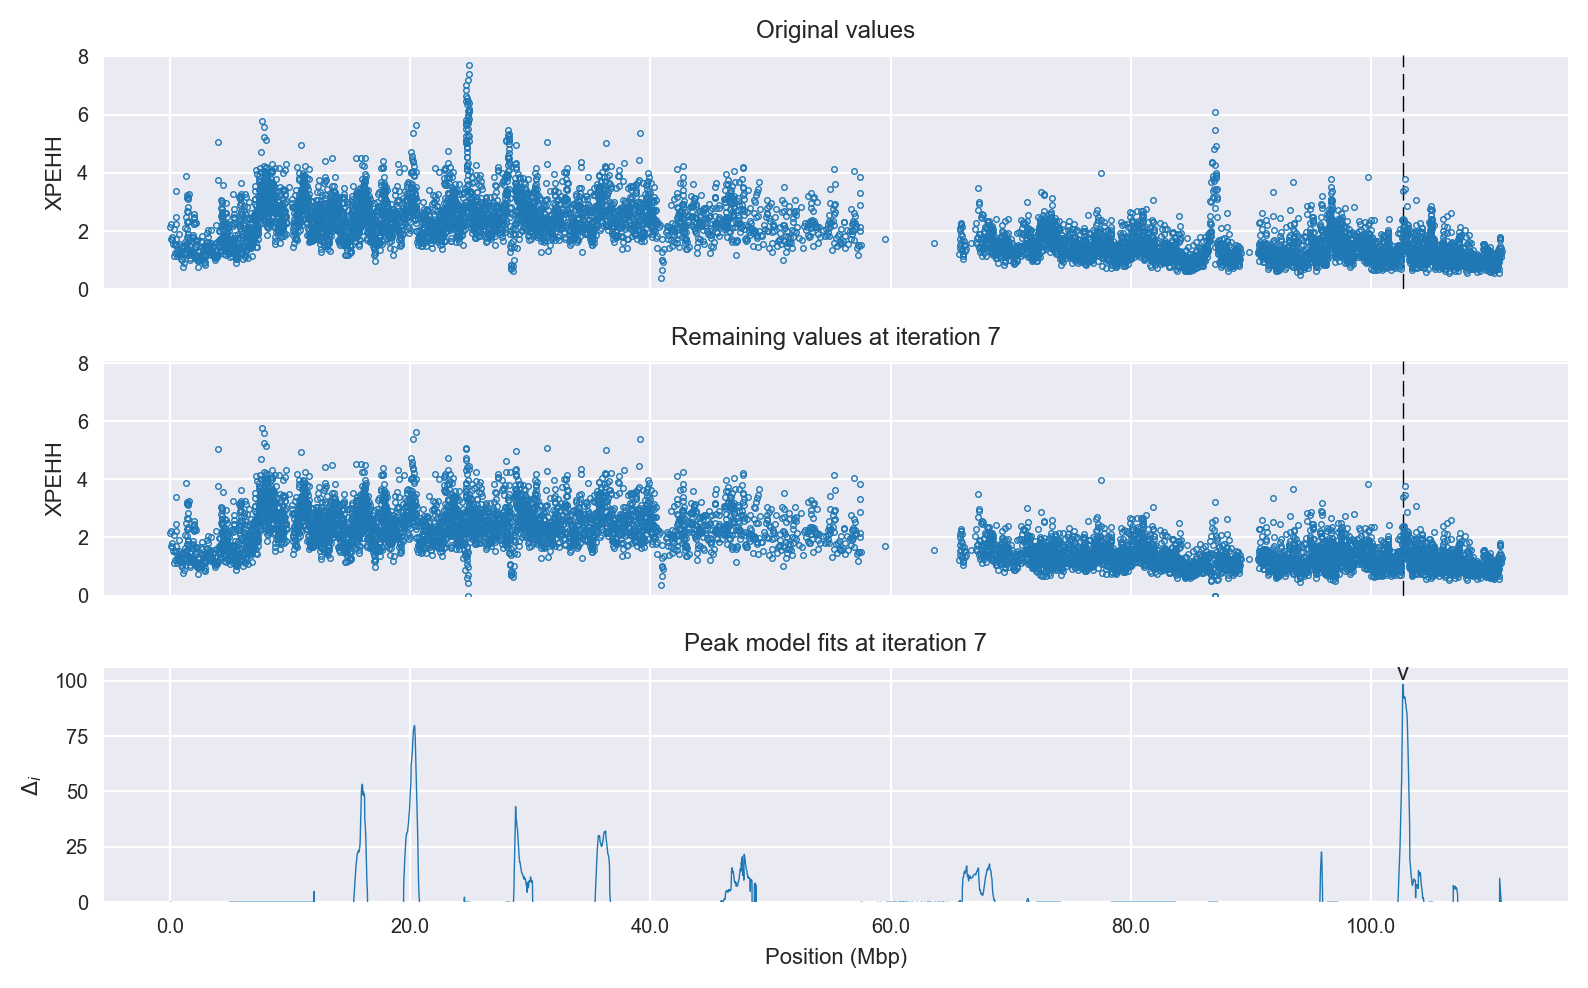 Original values
8
6
4
2
0
XPEHH
Remaining values at iteration 7
8
6
4
2
0
XPEHH
Peak model fits at iteration 7
v
100
75
50
25
0
Δi
0.0 20.0 40.0 60.0 80.0 100.0
Position (Mbp)